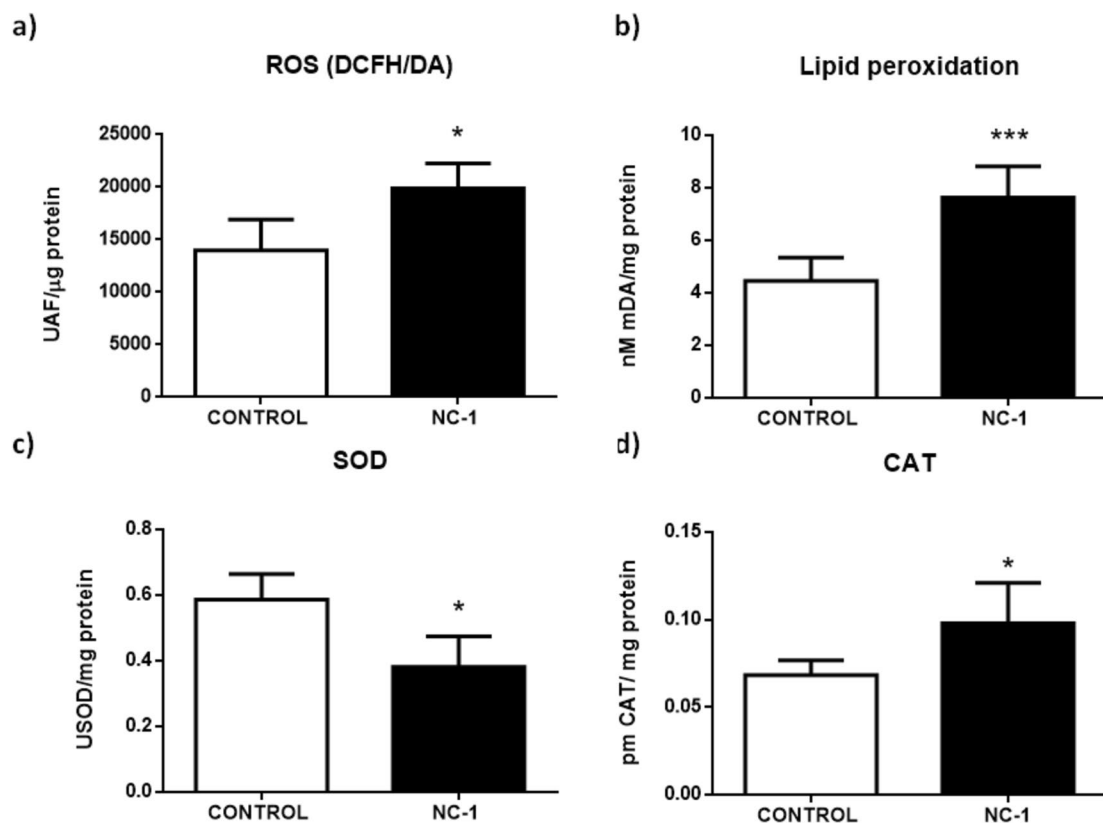 a)
ROS (DCFH/DA)
UAF/µg protein
25000
20000
15000
10000
5000
0
*
CONTROL
NC-1
b)
Lipid peroxidation
nM mDA/mg protein
10
8
6
4
2
0
***
CONTROL
NC-1
c)
SOD
USOD/mg protein
0.8
0.6
0.4
0.2
0.0
*
CONTROL
NC-1
d)
CAT
pm CAT/ mg protein
0.15
0.10
0.05
0.00
*
CONTROL
NC-1